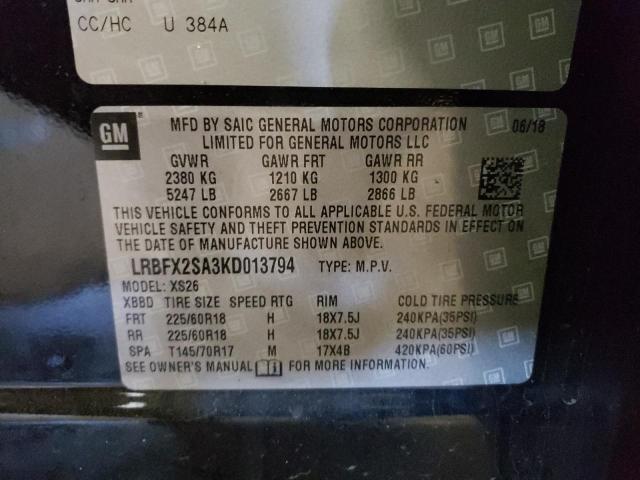 CC/HC U 384A
GM
MFD BY SAIC GENERAL MOTORS CORPORATION 06/18
LIMITED FOR GENERAL MOTORS LLC
GVWR GAWR FRT GAWR RR
2380 KG 1210 KG 1300 KG
5247 LB 2667 LB 2866 LB
THIS VEHICLE CONFORMS TO ALL APPLICABLE U.S. FEDERAL MOTOR
VEHICLE SAFETY AND THEFT PREVENTION STANDARDS IN EFFECT ON
THE DATE OF MANUFACTURE SHOWN ABOVE.
LRBFX2SA3KD013794 TYPE: M.P.V.
MODEL: XS26
XBBD TIRE SIZE SPEED RTG RIM COLD TIRE PRESSURE
FRT 225/60R18 H 18X7.5J 240KPA(35PSI)
RR 225/60R18 H 18X7.5J 240KPA(35PSI)
SPA T145/70R17 M 17X4B 420KPA(60PSI)
SEE OWNER'S MANUAL FOR MORE INFORMATION.